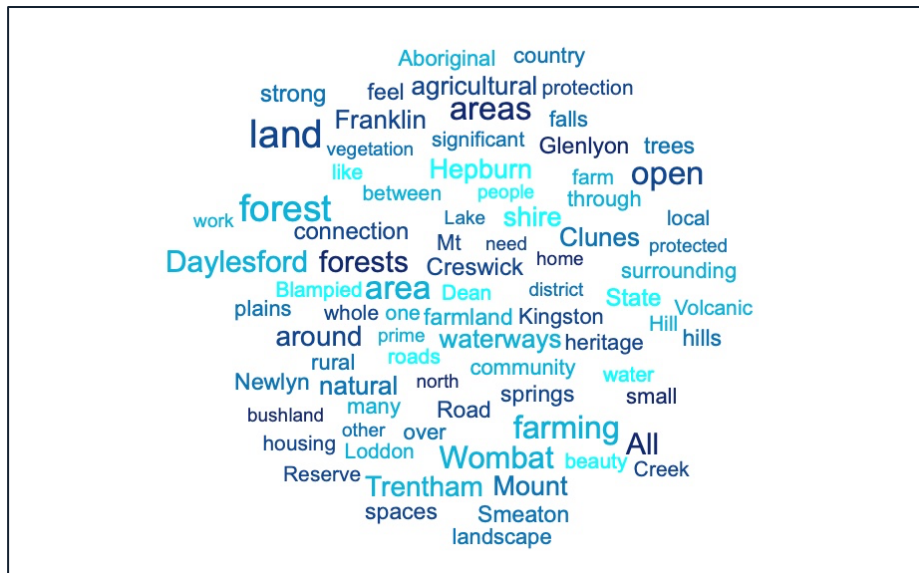 Aboriginal country
strong feel agricultural protection
land Franklin areas falls
vegetation significant Glenlyon trees
like Hepburn farm open
between people through
work forest Lake shire local
connection Mt need Clunes protected
Daylesford forests Creswick home surrounding
Blampied area Dean district State Volcanic
plains whole one farmland Kingston Hill
around prime waterways heritage hills
rural roads community water
Newlyn natural north springs small
bushland many Road farming
housing other over All
Loddon Wombat beauty Creek
Reserve Trentham Mount
spaces Smeaton
landscape